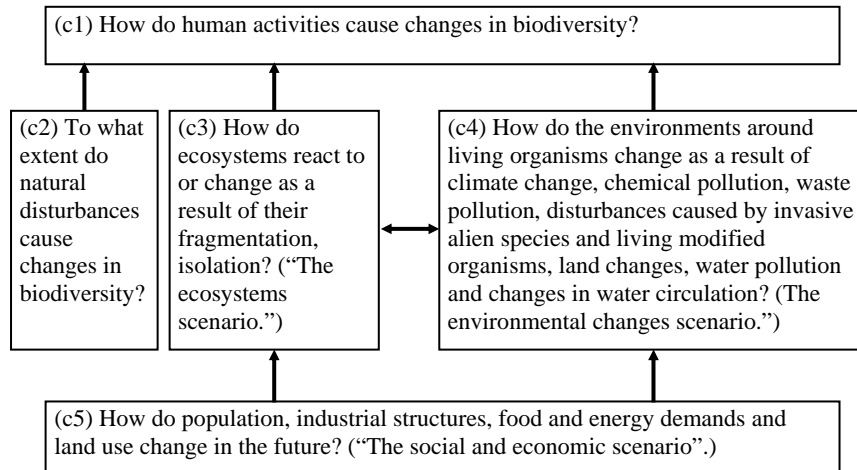 (c1) How do human activities cause changes in biodiversity?
(c2) To what
extent do
natural
disturbances
cause
changes in
biodiversity?
(c3) How do
ecosystems react to
or change as a
result of their
fragmentation,
isolation? (“The
ecosystems
scenario.”)
(c4) How do the environments around
living organisms change as a result of
climate change, chemical pollution, waste
pollution, disturbances caused by invasive
alien species and living modified
organisms, land changes, water pollution
and changes in water circulation? (The
environmental changes scenario.”)
(c5) How do population, industrial structures, food and energy demands and
land use change in the future? (“The social and economic scenario”.)